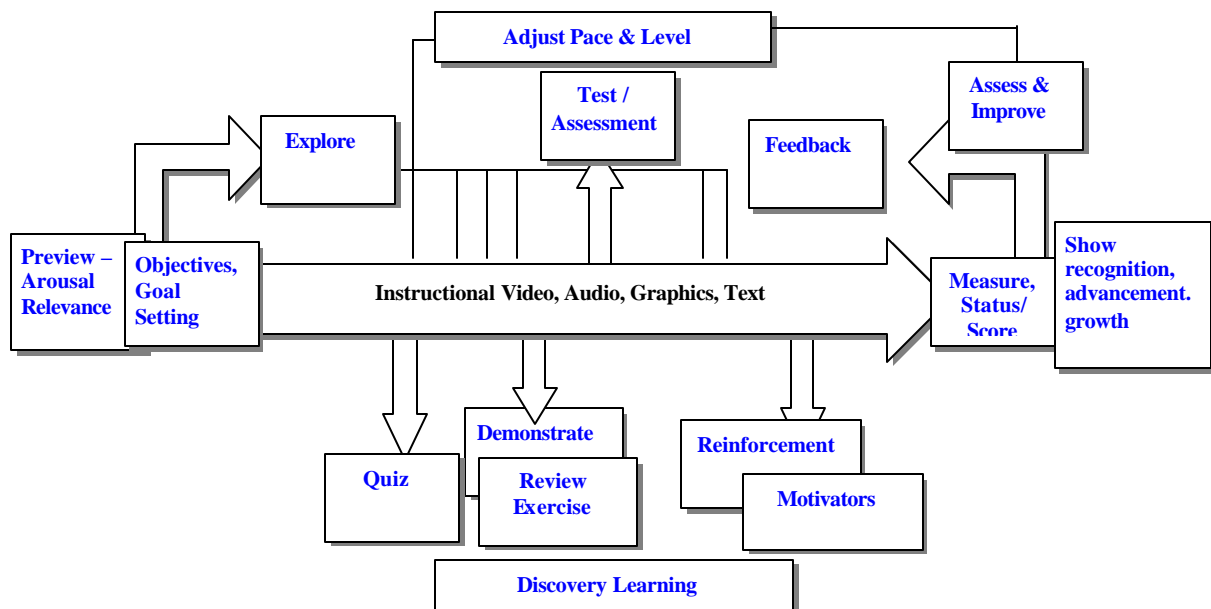 Adjust Pace & Level
Test /
Assessment
Assess &
Improve
Explore
Feedback
Preview –
Arousal
Relevance
Objectives,
Goal
Setting
Instructional Video, Audio, Graphics, Text
Measure,
Status/
Score
Show
recognition,
advancement.
growth
Demonstrate
Quiz
Review
Exercise
Reinforcement
Motivators
Discovery Learning